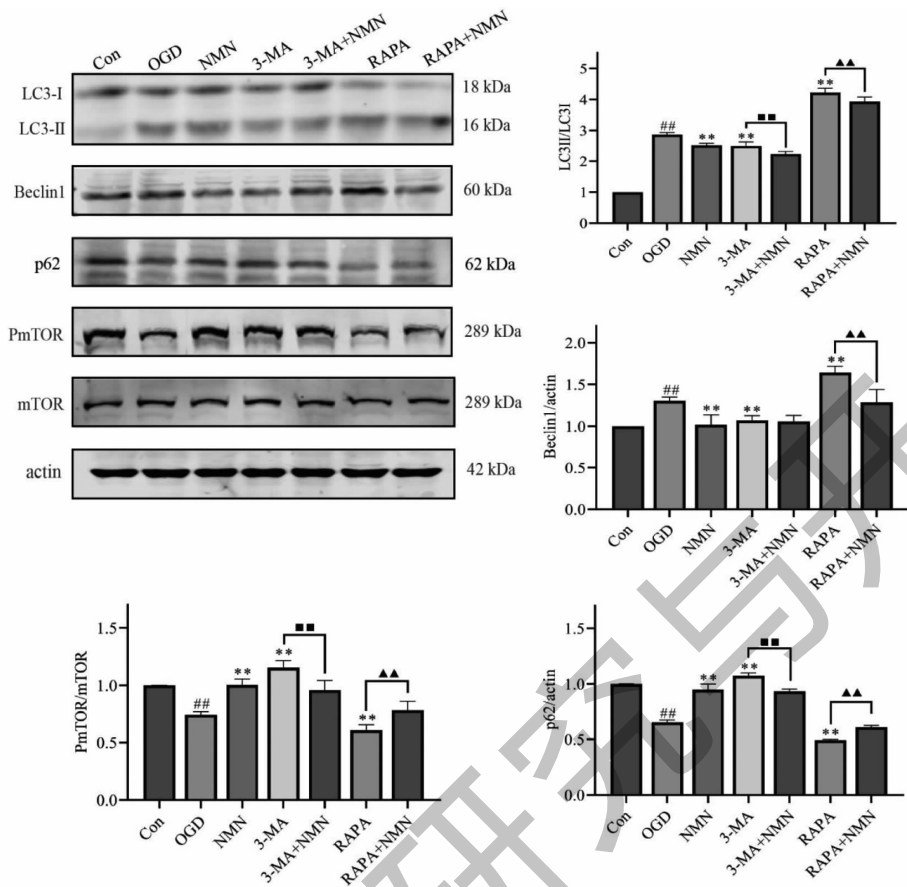 Con OGD NMN 3-MA 3-MA+NMN RAPA RAPA+NMN
LC3-I 18 kDa
LC3-II 16 kDa
Beclin1 60 kDa
p62 62 kDa
PmTOR 289 kDa
mTOR 289 kDa
actin 42 kDa
LC3II/LC3I
5
4
3
2
1
0
## ** ** ■■ ** ▲▲
Con OGD NMN 3-MA 3-MA+NMN RAPA RAPA+NMN
Beclin1/actin
2.0
1.5
1.0
0.5
0.0
## ** ** ** ▲▲
Con OGD NMN 3-MA 3-MA+NMN RAPA RAPA+NMN
PmTOR/mTOR
1.5
1.0
0.5
0.0
## ** ** ■■ ** ▲▲
Con OGD NMN 3-MA 3-MA+NMN RAPA RAPA+NMN
p62/actin
1.5
1.0
0.5
0.0
## ** ** ■■ ** ▲▲
Con OGD NMN 3-MA 3-MA+NMN RAPA RAPA+NMN
研究与开